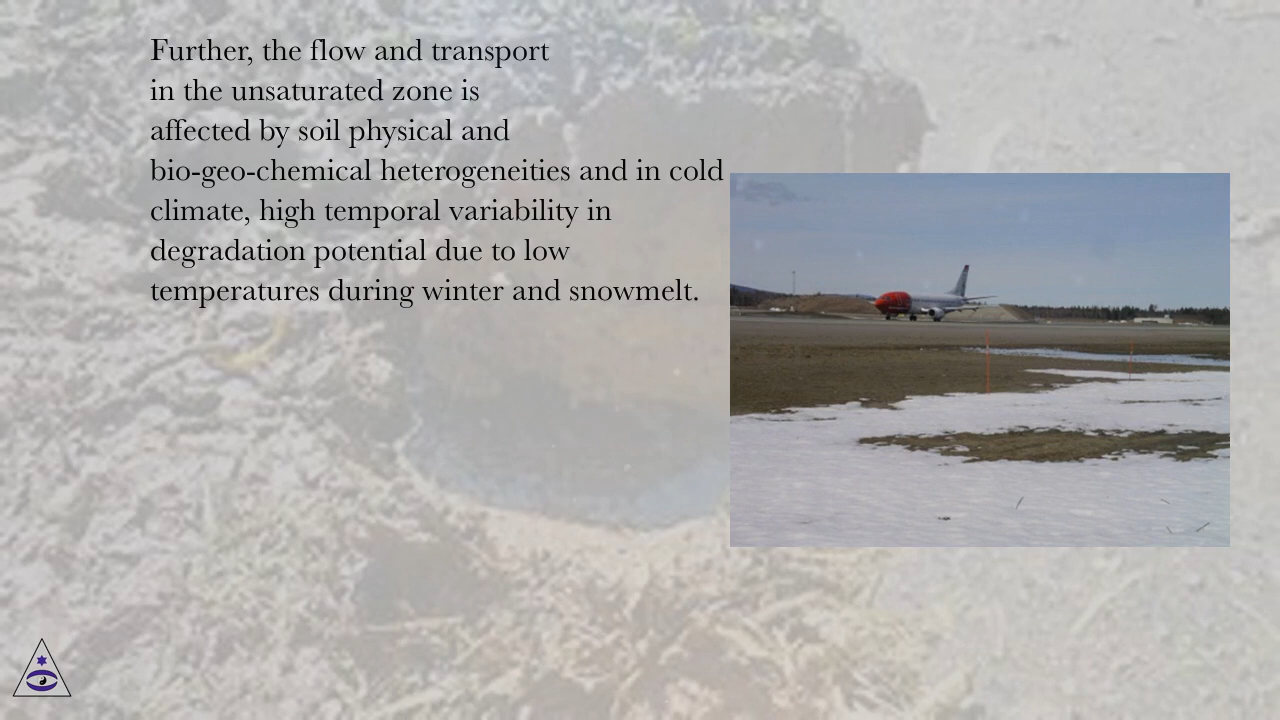 Further, the flow and transport
in the unsaturated zone is
affected by soil physical and
bio-geo-chemical heterogeneities and in cold
climate, high temporal variability in
degradation potential due to low
temperatures during winter and snowmelt.